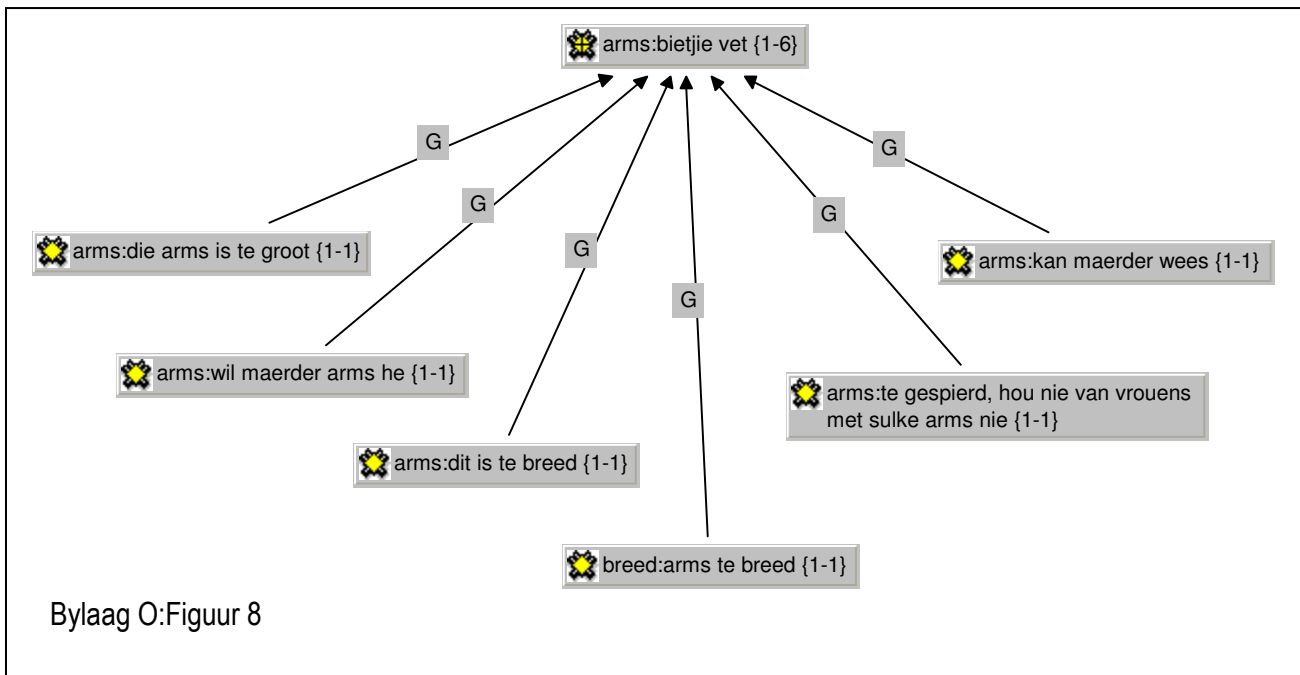 arms:bietjie vet {1-6}
G
G
G
G
G
G
arms:die arms is te groot {1-1}
arms:kan maerder wees {1-1}
arms:wil maerder arms he {1-1}
arms:te gespierd, hou nie van vrouens
met sulke arms nie {1-1}
arms:dit is te breed {1-1}
breed:arms te breed {1-1}
Bylaag O:Figuur 8